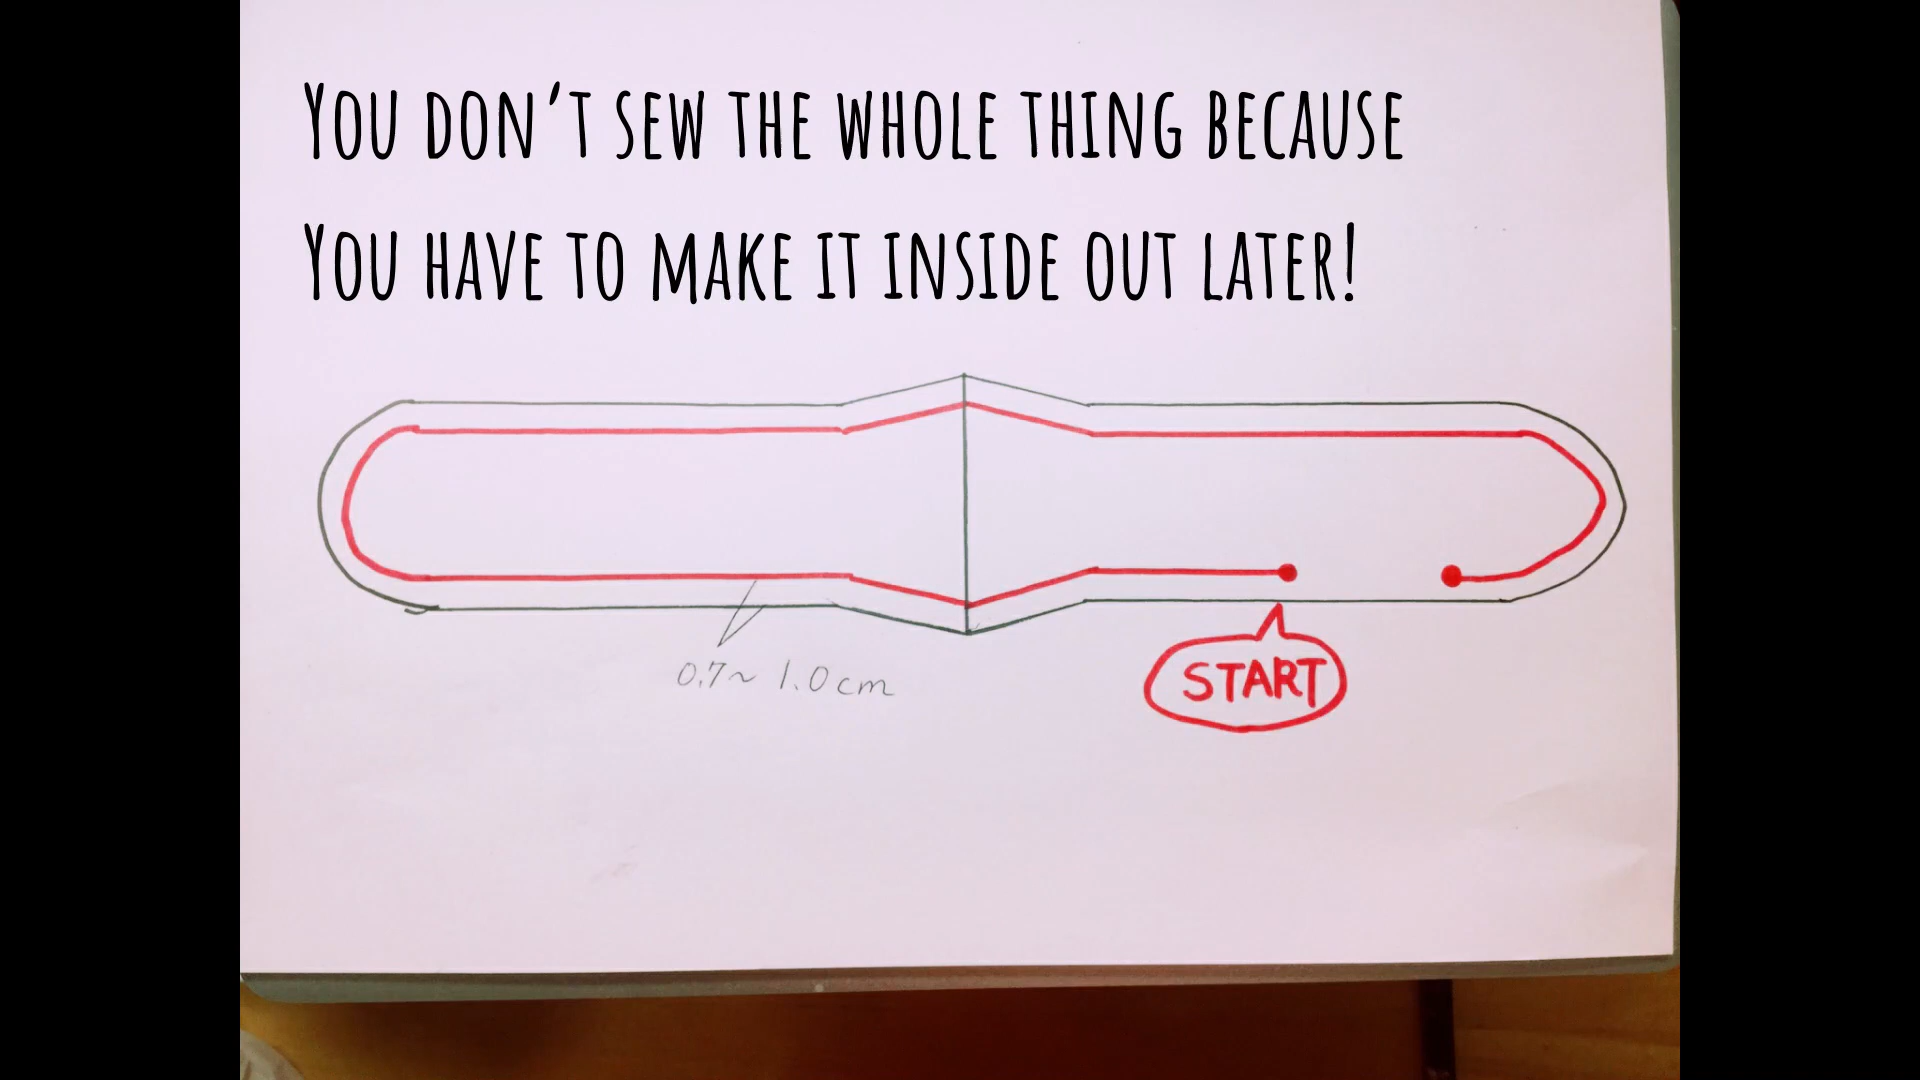 You don't sew the whole thing because
You have to make it inside out later!
0.7~ 1.0cm
START